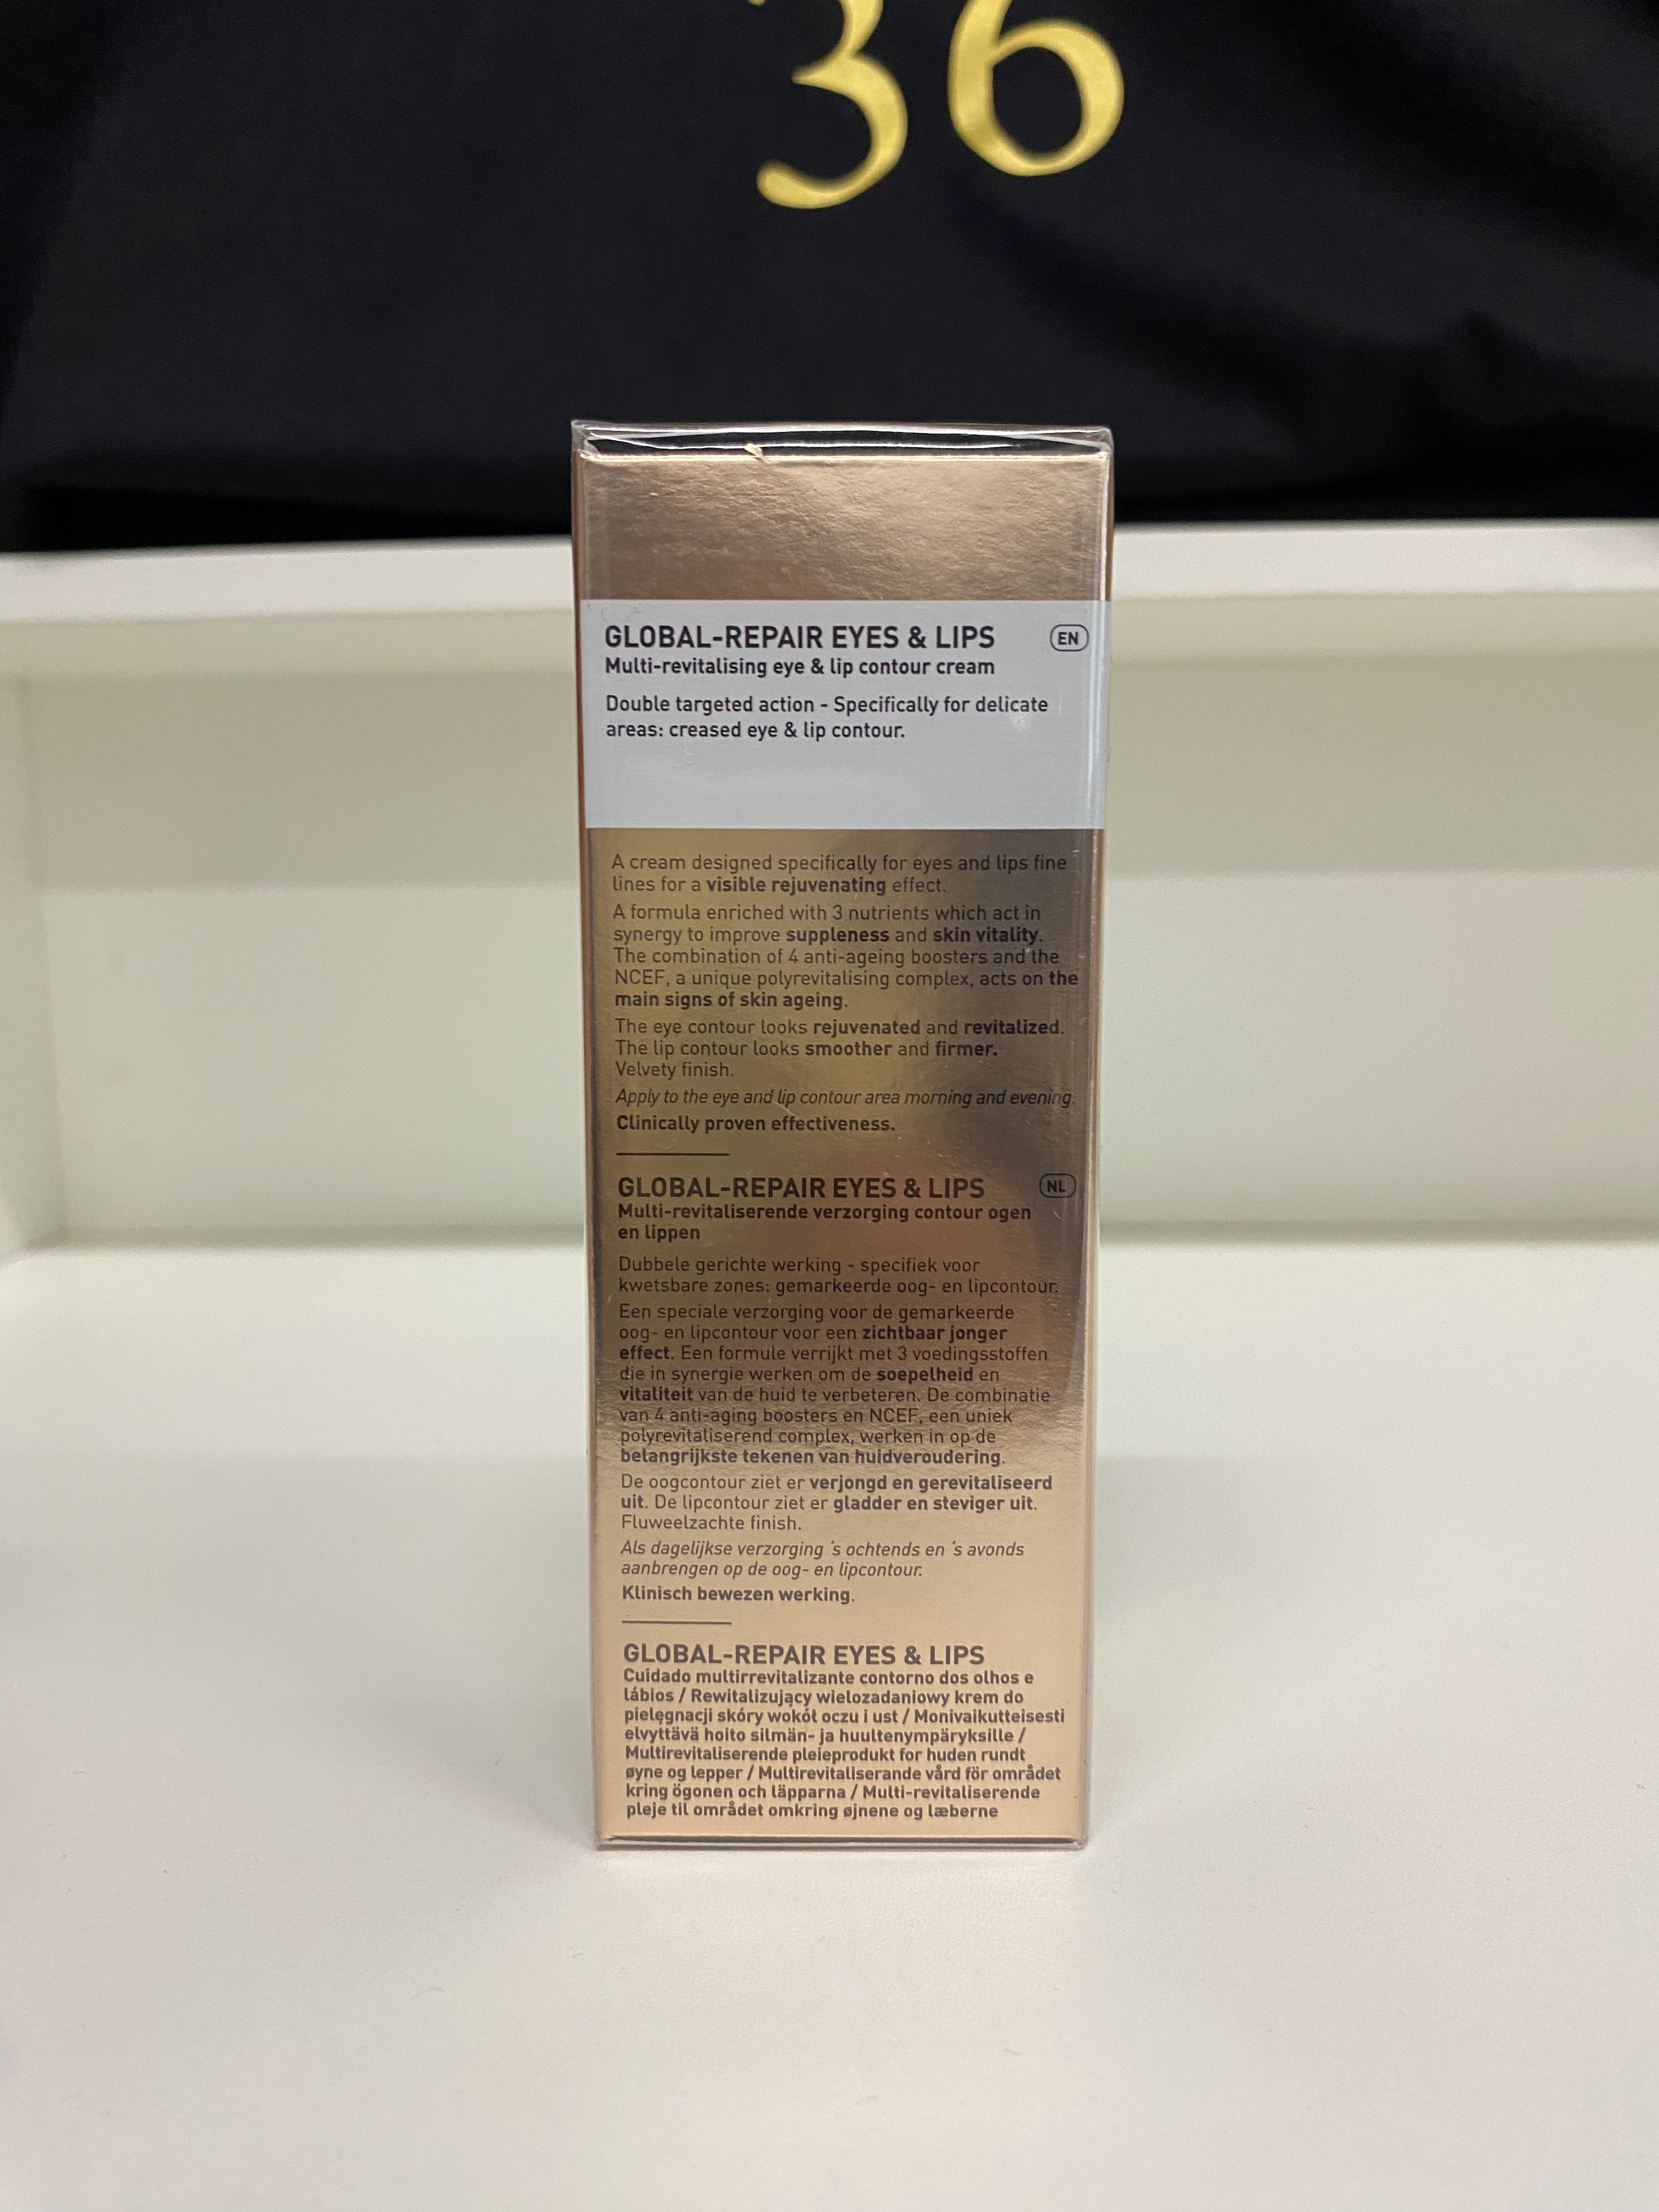 36
GLOBAL-REPAIR EYES & LIPS EN
Multi-revitalising eye & lip contour cream
Double targeted action - Specifically for delicate
areas: creased eye & lip contour.
A cream designed specifically for eyes and lips fine
lines for a visible rejuvenating effect.
A formula enriched with 3 nutrients which act in
synergy to improve suppleness and skin vitality.
The combination of 4 anti-ageing boosters and the
NCEF, a unique polyrevitalising complex, acts on the
main signs of skin ageing.
The eye contour looks rejuvenated and revitalized.
The lip contour looks smoother and firmer.
Velvety finish.
Apply to the eye and lip contour area morning and evening.
Clinically proven effectiveness.
GLOBAL-REPAIR EYES & LIPS NL
Multi-revitaliserende verzorging contour ogen
en lippen
Dubbele gerichte werking - specifiek voor
kwetsbare zones: gemarkeerde oog- en lipcontour.
Een speciale verzorging voor de gemarkeerde
oog- en lipcontour voor een zichtbaar jonger
effect. Een formule verrijkt met 3 voedingsstoffen
die in synergie werken om de soepelheid en
vitaliteit van de huid te verbeteren. De combinatie
van 4 anti-aging boosters en NCEF, een uniek
polyrevitaliserend complex, werken in op de
belangrijkste tekenen van huidveroudering.
De oogcontour ziet er verjongd en gerevitaliseerd
uit. De lipcontour ziet er gladder en steviger uit.
Fluweelzachte finish.
Als dagelijkse verzorging 's ochtends en 's avonds
aanbrengen op de oog- en lipcontour.
Klinisch bewezen werking.
GLOBAL-REPAIR EYES & LIPS
Cuidado multirrevitalizante contorno dos olhos e
lábios / Rewitalizujący wielozadaniowy krem do
pielęgnacji skóry wokół oczu i ust / Monivaikutteisesti
elvyttävä hoito silmän- ja huultenympäryksille /
Multirevitaliserende pleieprodukt for huden rundt
øyne og lepper / Multirevitaliserande vård för området
kring ögonen och läpparna / Multi-revitaliserende
pleje til området omkring øjnene og læberne